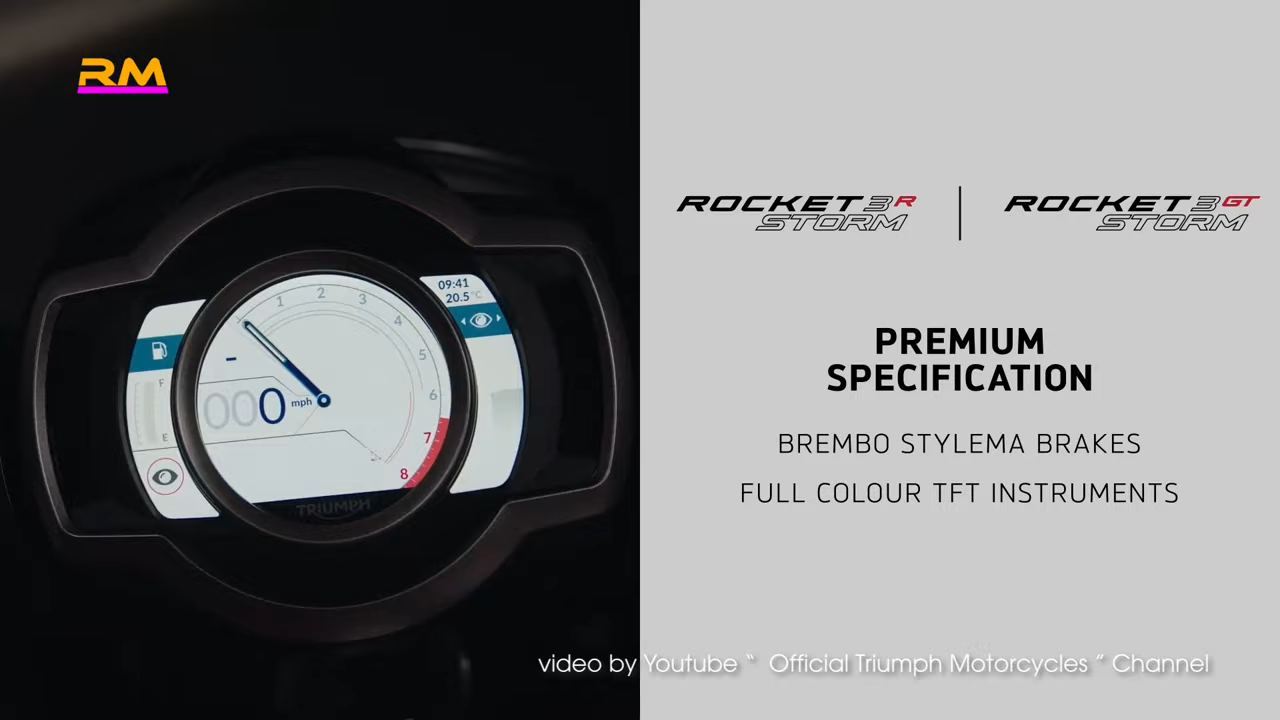 RM
ROCKET 3 R
STORM
ROCKET 3 GT
STORM
PREMIUM
SPECIFICATION
BREMBO STYLEMA BRAKES
FULL COLOUR TFT INSTRUMENTS
1
2
3
4
5
6
7
8
09:41
20.5°C
F
E
-
0000 mph
TRIUMPH
video by Youtube “ Official Triumph Motorcycles ” Channel